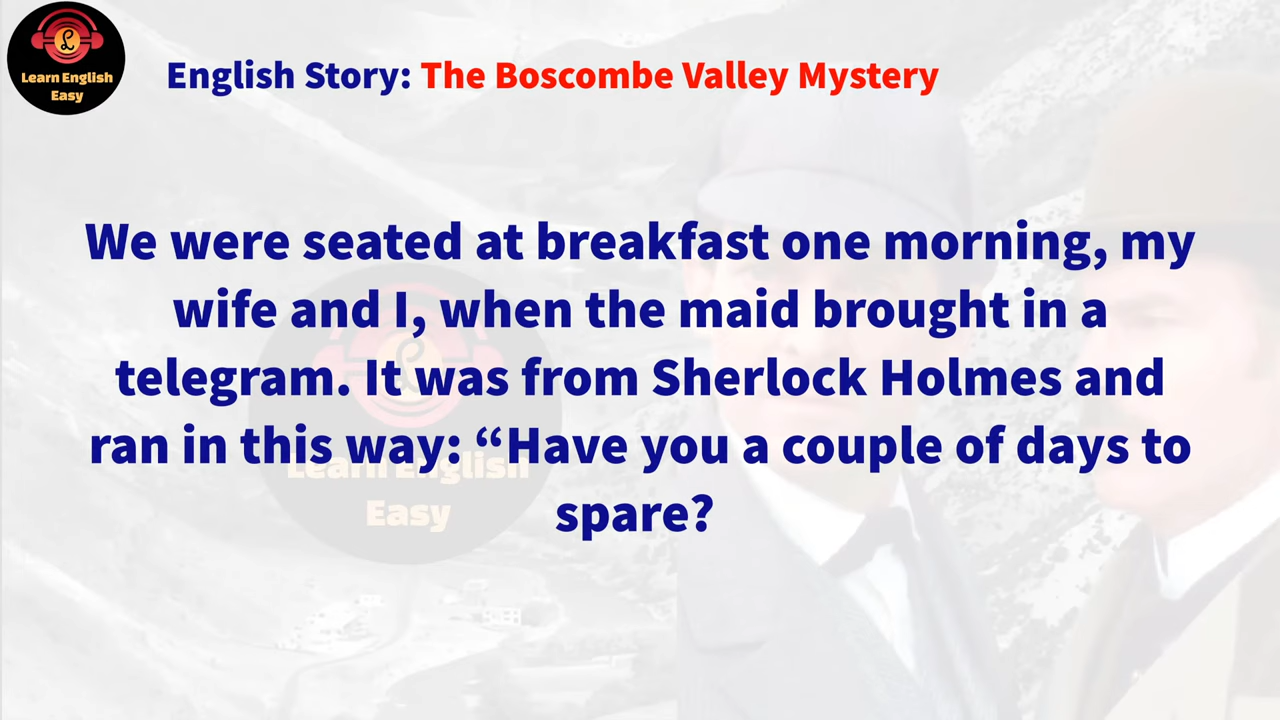 Learn English
Easy
English Story: The Boscombe Valley Mystery
We were seated at breakfast one morning, my
wife and I, when the maid brought in a
telegram. It was from Sherlock Holmes and
ran in this way: “Have you a couple of days to
spare?
Learn English
Easy